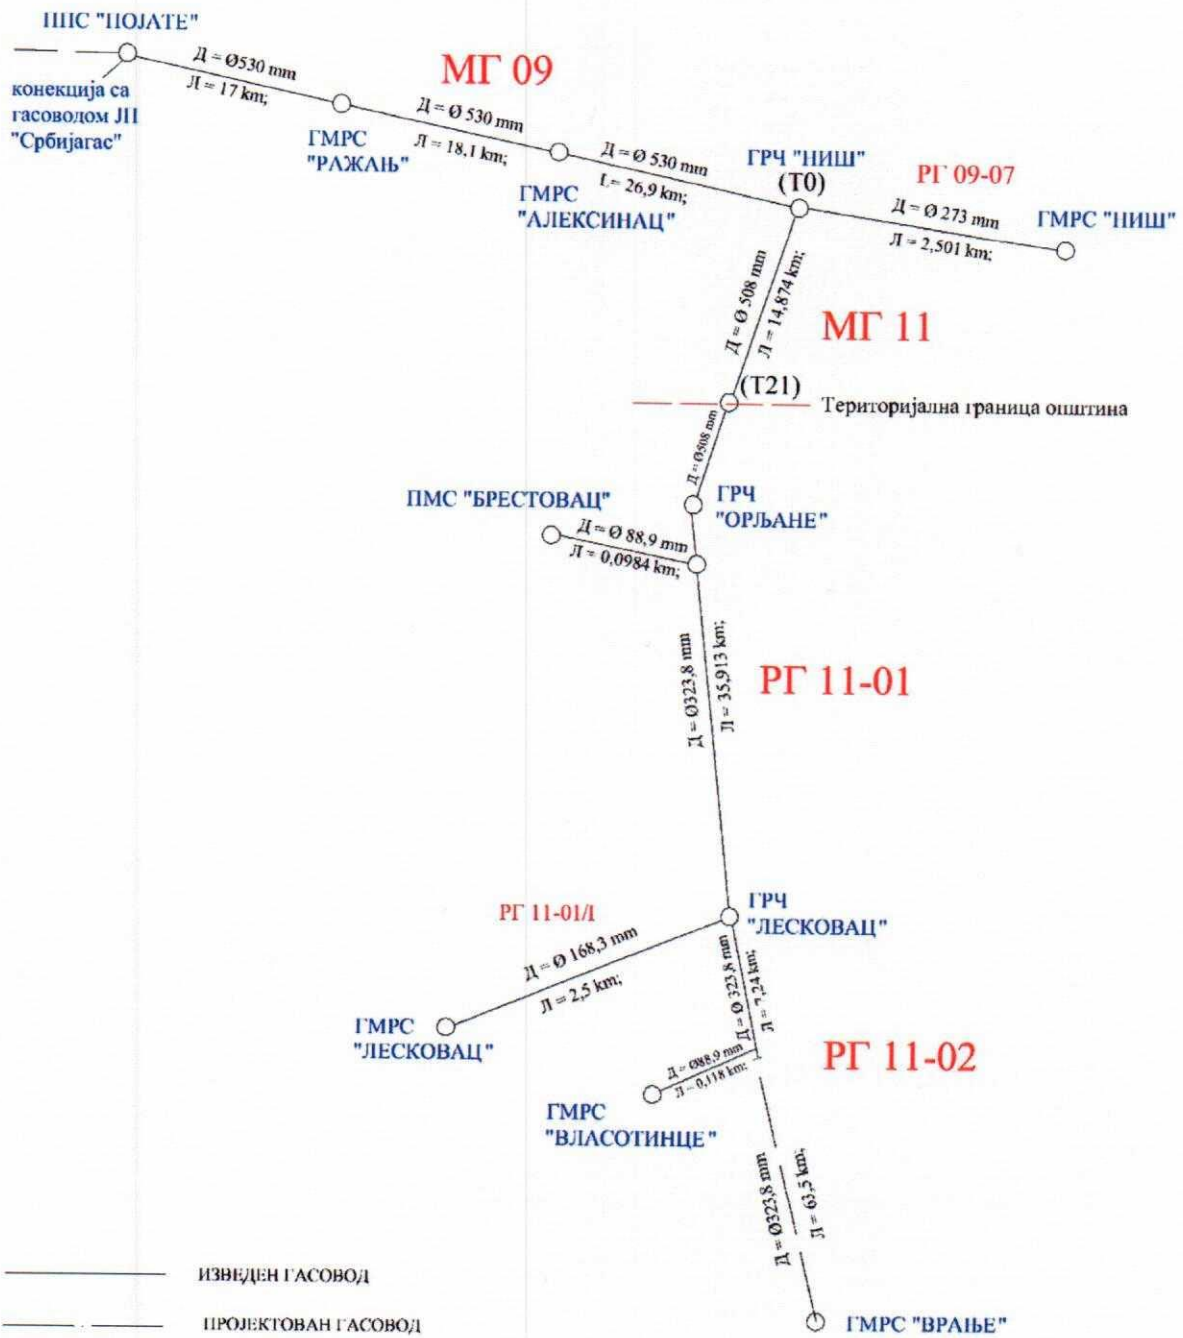 ППС "ПОЈАТЕ"
конекција са
гасоводом ЈП
"Србијагас"
Д = Ø530 mm
Л = 17 km;
МГ 09
ГМРС
"РАЖАЊ"
Д = Ø 530 mm
Л = 18,1 km;
ГМРС
"АЛЕКСИНАЦ"
Д = Ø 530 mm
L = 26,9 km;
ГРЧ "НИШ"
(Т0)
РГ 09-07
Д = Ø 273 mm
Л = 2,501 km;
ГМРС "НИШ"
Д = Ø 508 mm
Л = 14,874 km;
МГ 11
(Т21)
Територијална граница општина
Д = Ø508 mm
ГРЧ
"ОРЉАНЕ"
ПМС "БРЕСТОВАЦ"
Д = Ø 88,9 mm
Л = 0,0984 km;
Д = Ø323,8 mm
Л = 35,913 km;
РГ 11-01
РГ 11-01/1
ГРЧ
"ЛЕСКОВАЦ"
Д = Ø 168,3 mm
Л = 2,5 km;
ГМРС
"ЛЕСКОВАЦ"
Д = Ø 323,8 mm
Л = 7,24 km;
РГ 11-02
Д = Ø88,9 mm
Л = 0,118 km;
ГМРС
"ВЛАСОТИНЦЕ"
Д = Ø323,8 mm
Л = 63,5 km;
ИЗВЕДЕН ГАСОВОД
ПРОЈЕКТОВАН ГАСОВОД
ГМРС "ВРАЊЕ"